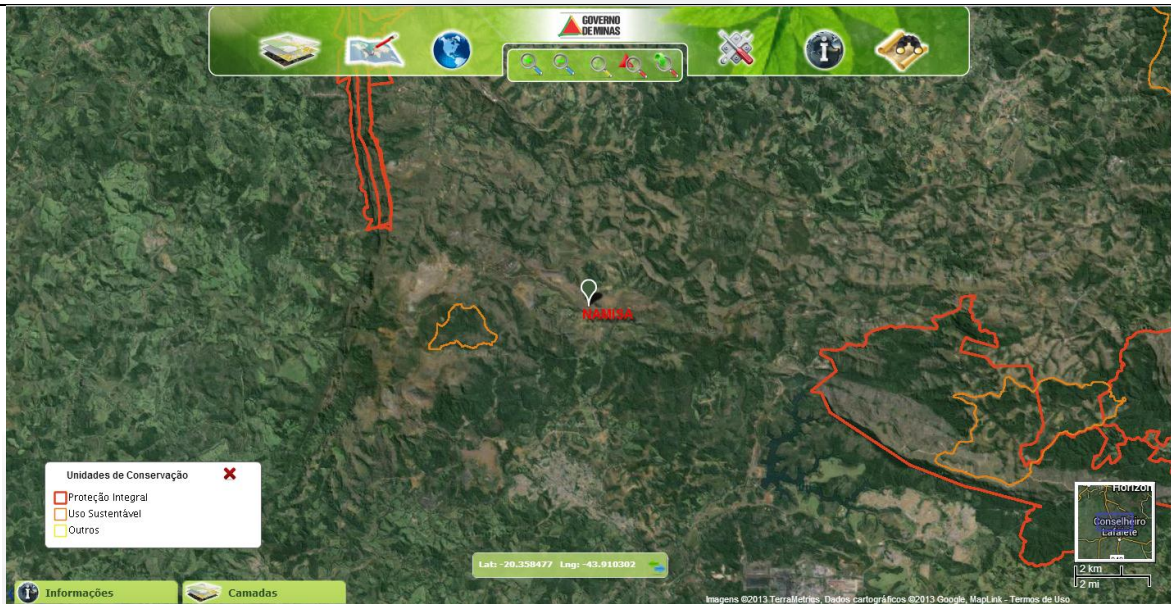 GOVERNO
DE MINAS
NAMISA
Unidades de Conservação
Proteção Integral
Uso Sustentável
Outros
Horizon
Conselheiro
Lafaiete
2 km
2 mi
Lat: -20.358477 Lng: -43.910302
Informações
Camadas
Imagens ©2013 TerraMetrics, Dados cartográficos ©2013 Google, MapLink - Termos de Uso